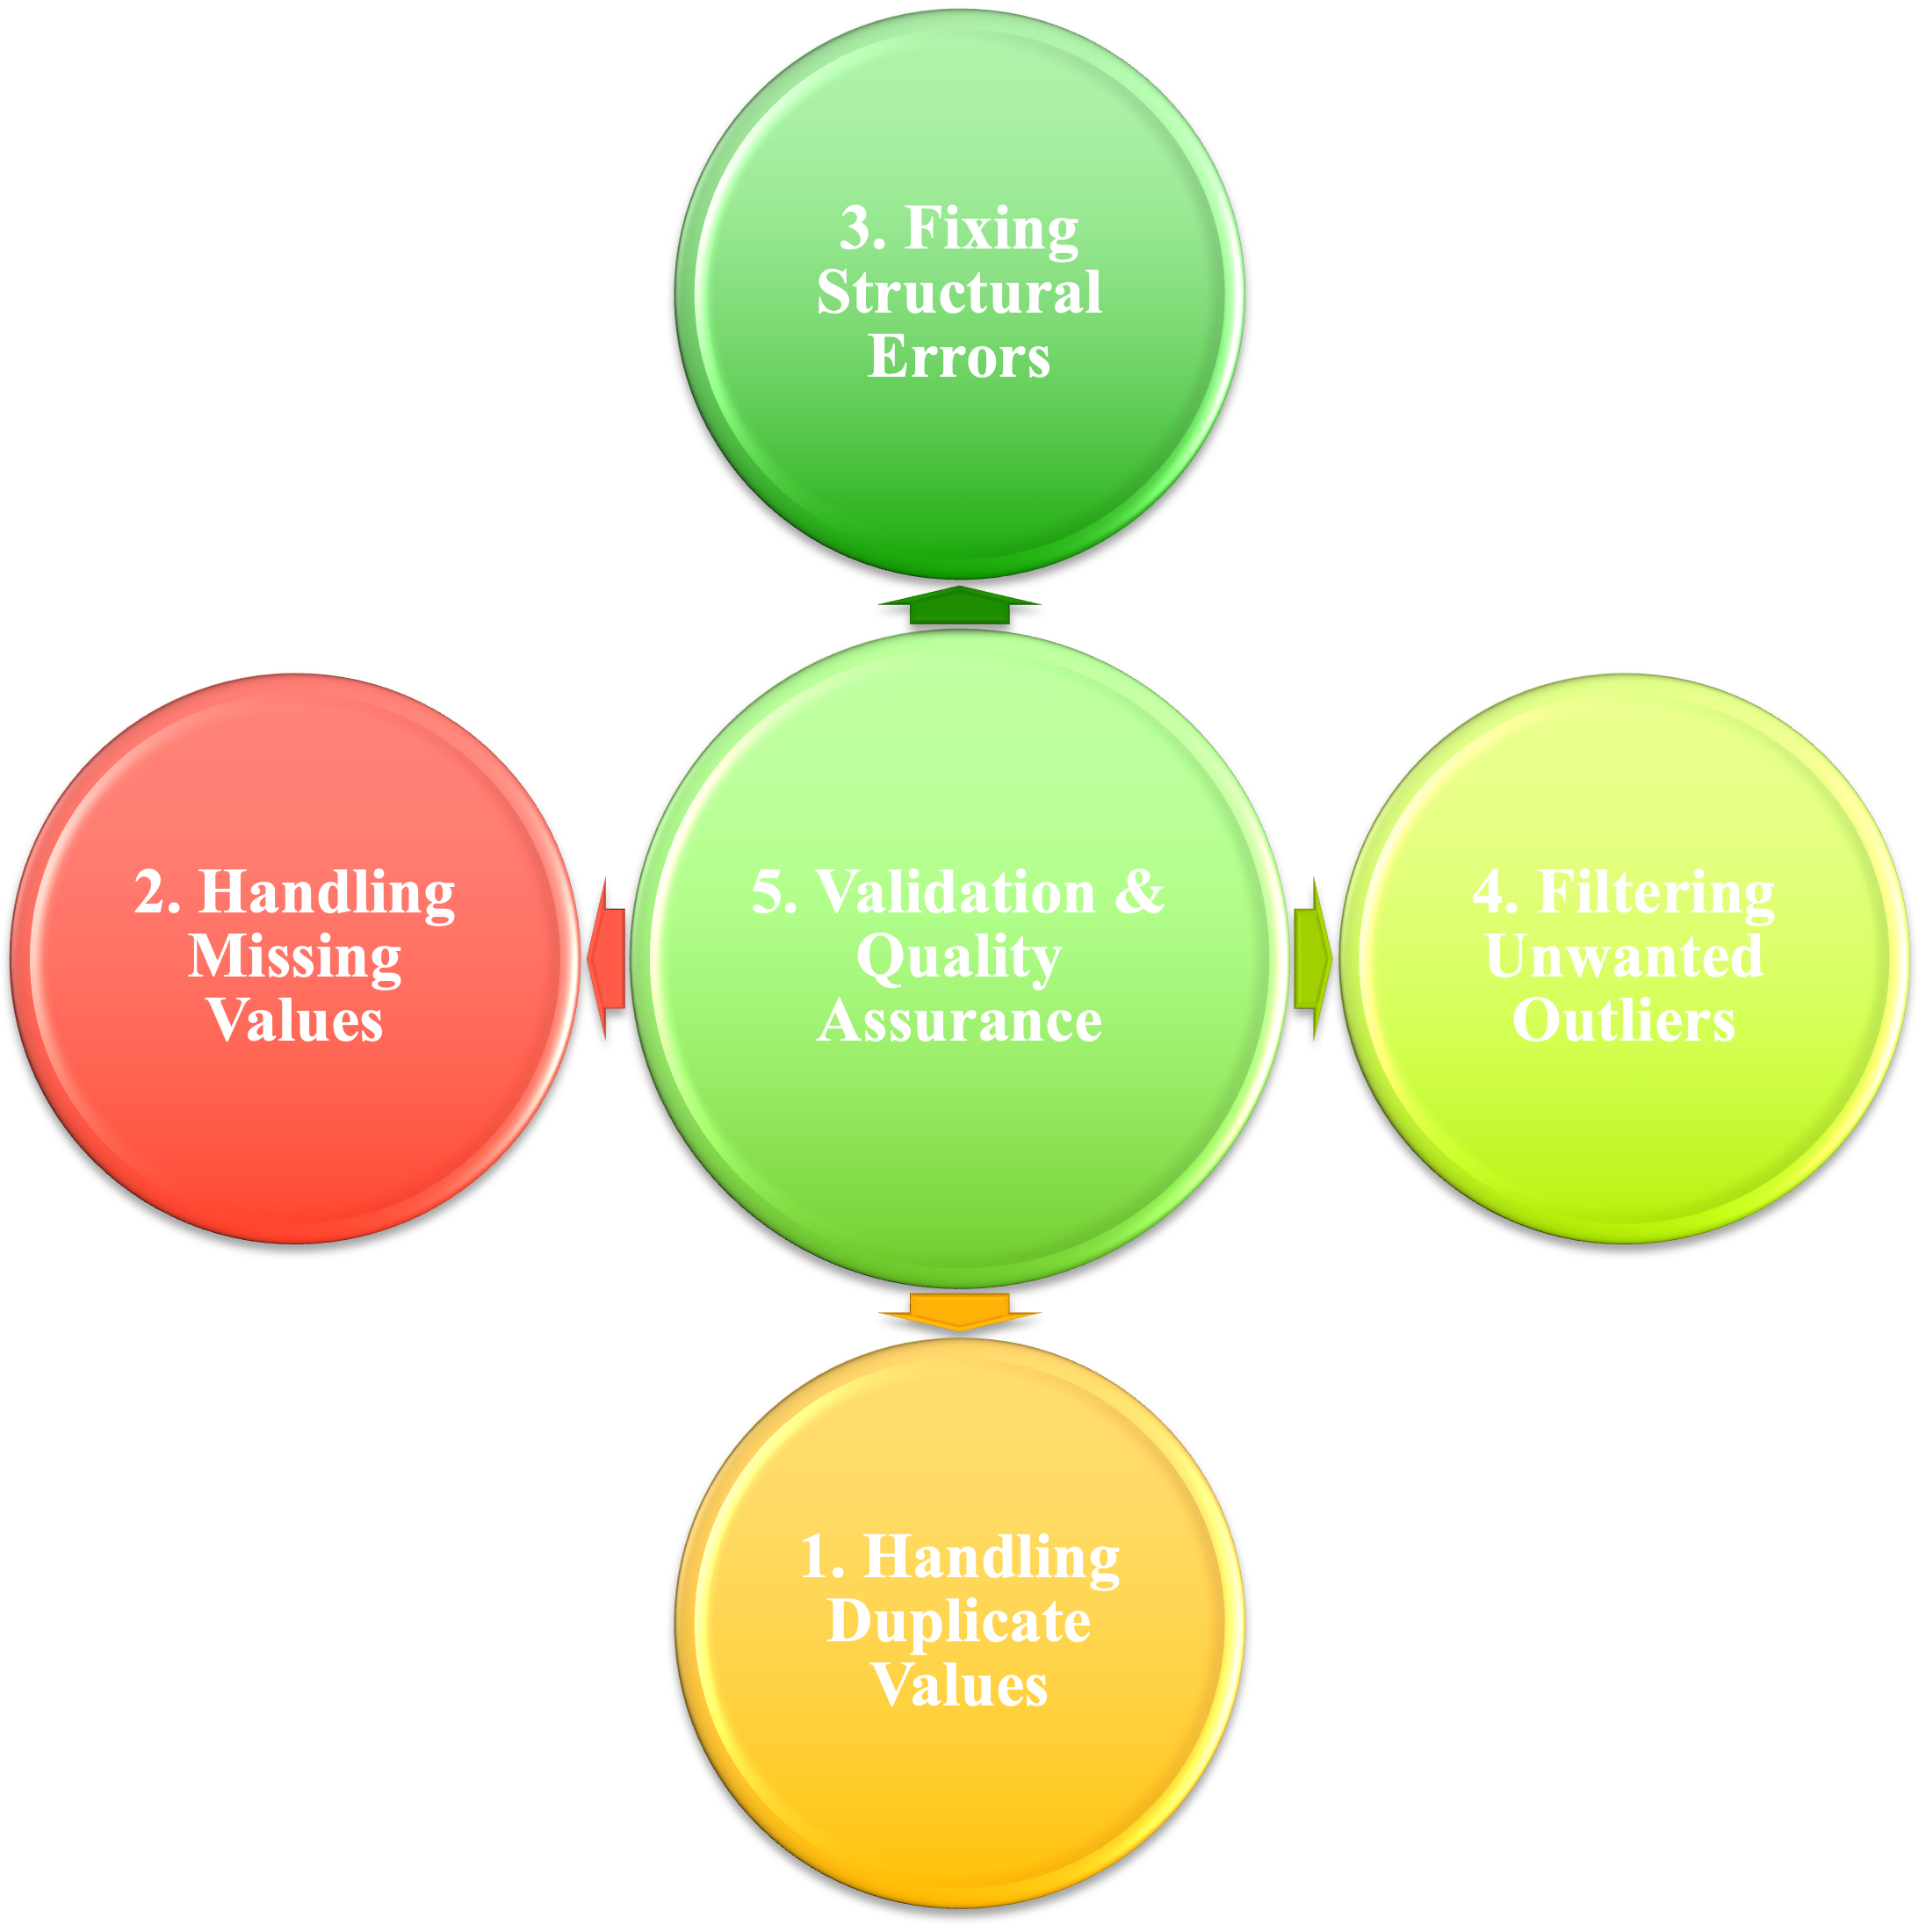 3. Fixing
Structural
Errors
2. Handling
Missing
Values
5. Validation &
Quality
Assurance
4. Filtering
Unwanted
Outliers
1. Handling
Duplicate
Values